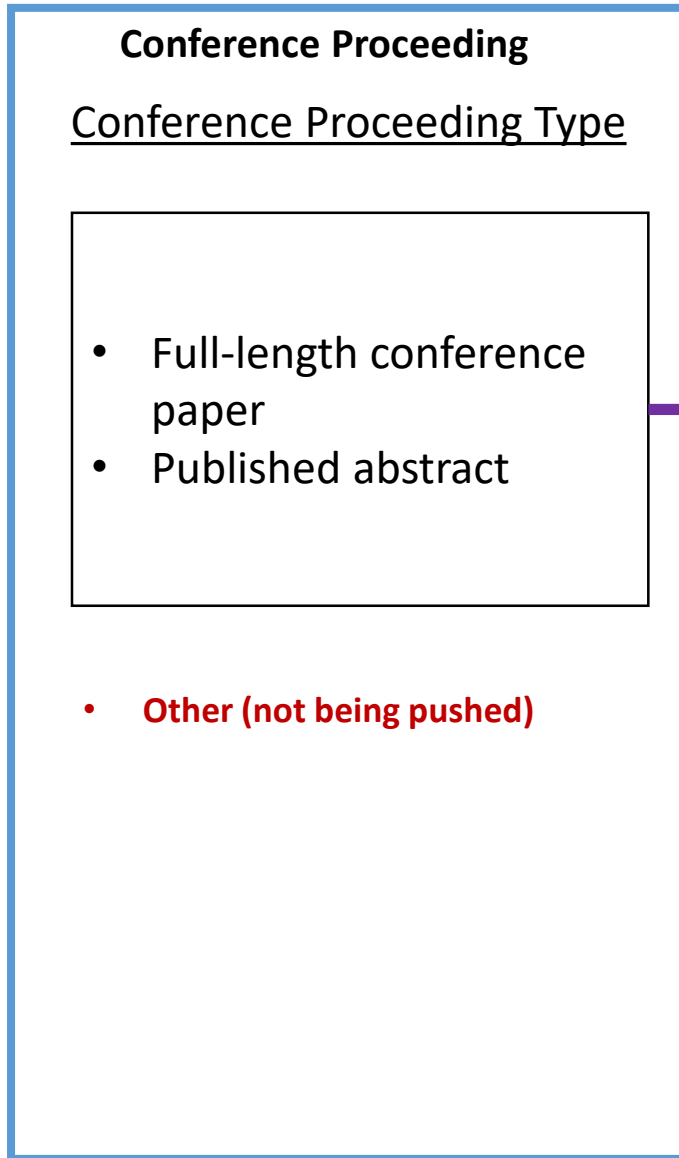 Conference Proceeding
Conference Proceeding Type
• Full-length conference
paper
• Published abstract
• Other (not being pushed)